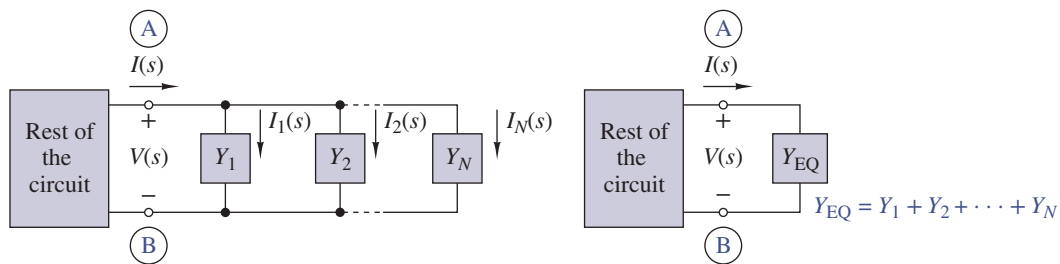 A
I(s)
Rest of
the
circuit
+
V(s)
−
Y1
I1(s)
Y2
I2(s)
YN
IN(s)
B
A
I(s)
Rest of
the
circuit
+
V(s)
−
YEQ
YEQ = Y1 + Y2 + · · · + YN
B